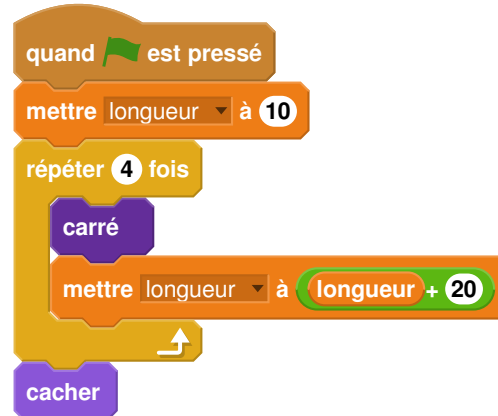 quand est pressé
mettre longueur à 10
répéter 4 fois
carré
mettre longueur à longueur + 20
cacher